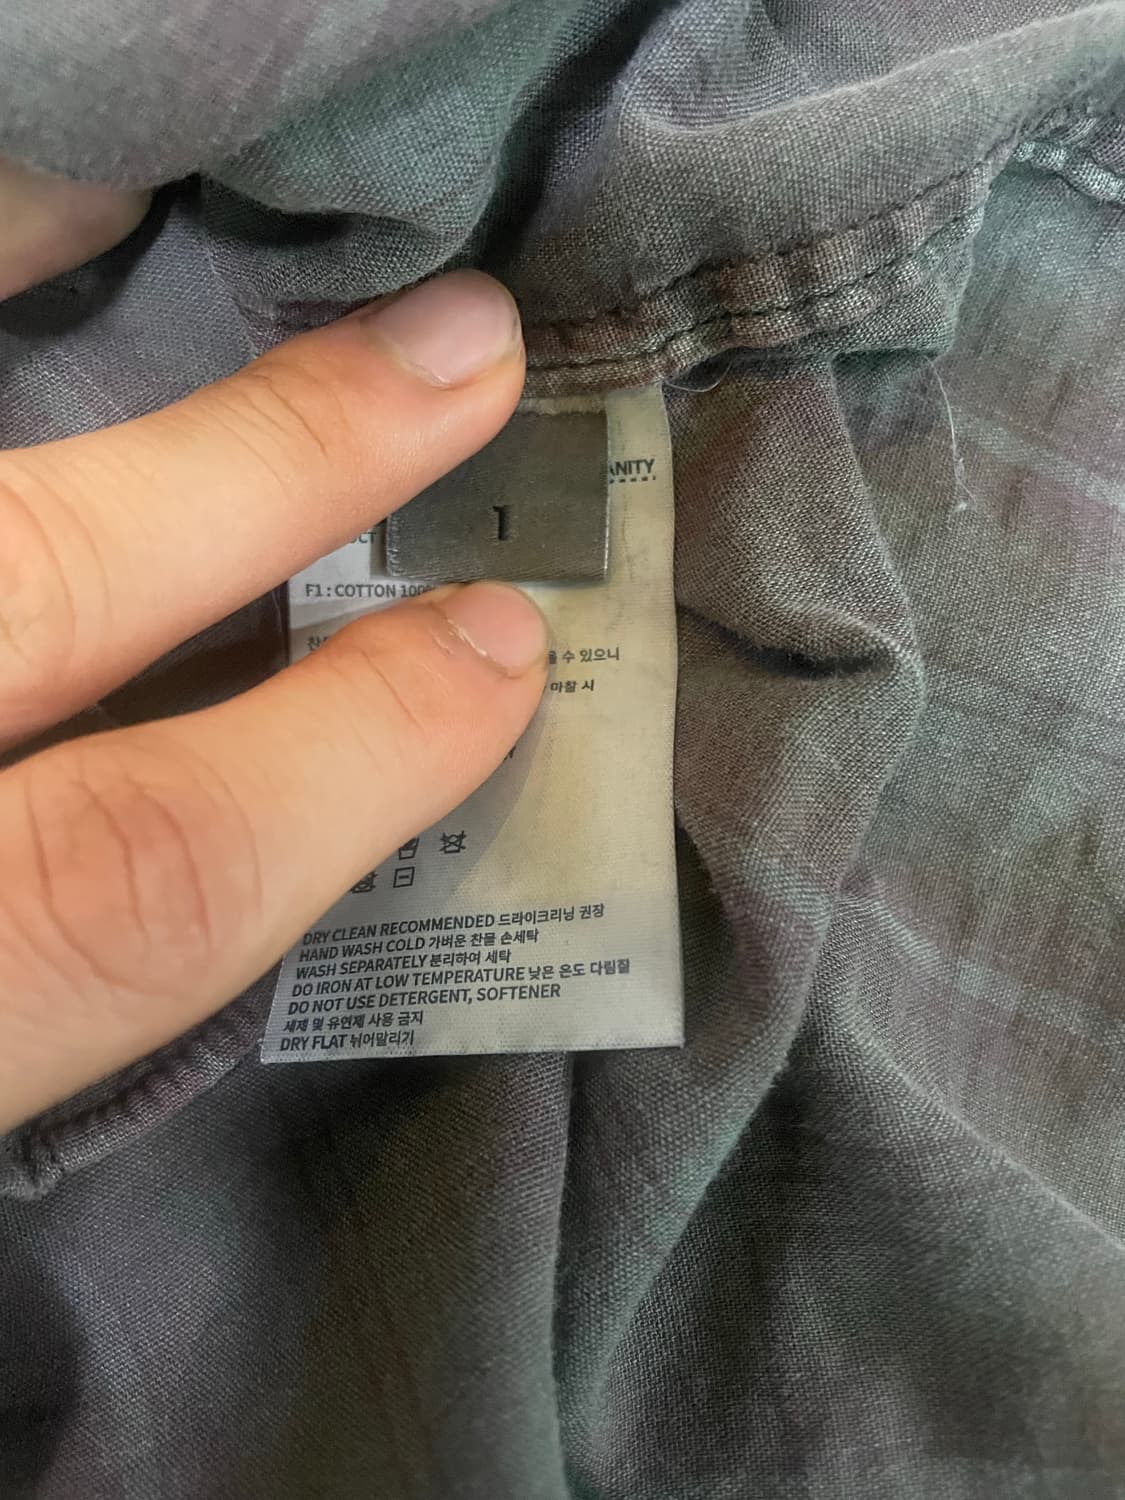 ANITY
1
CT
F1 : COTTON 100%
수 있으니
마찰 시
DRY CLEAN RECOMMENDED 드라이크리닝 권장
HAND WASH COLD 가벼운 찬물 손세탁
WASH SEPARATELY 분리하여 세탁
DO IRON AT LOW TEMPERATURE 낮은 온도 다림질
DO NOT USE DETERGENT, SOFTENER
세제 및 유연제 사용 금지
DRY FLAT 뉘어말리기